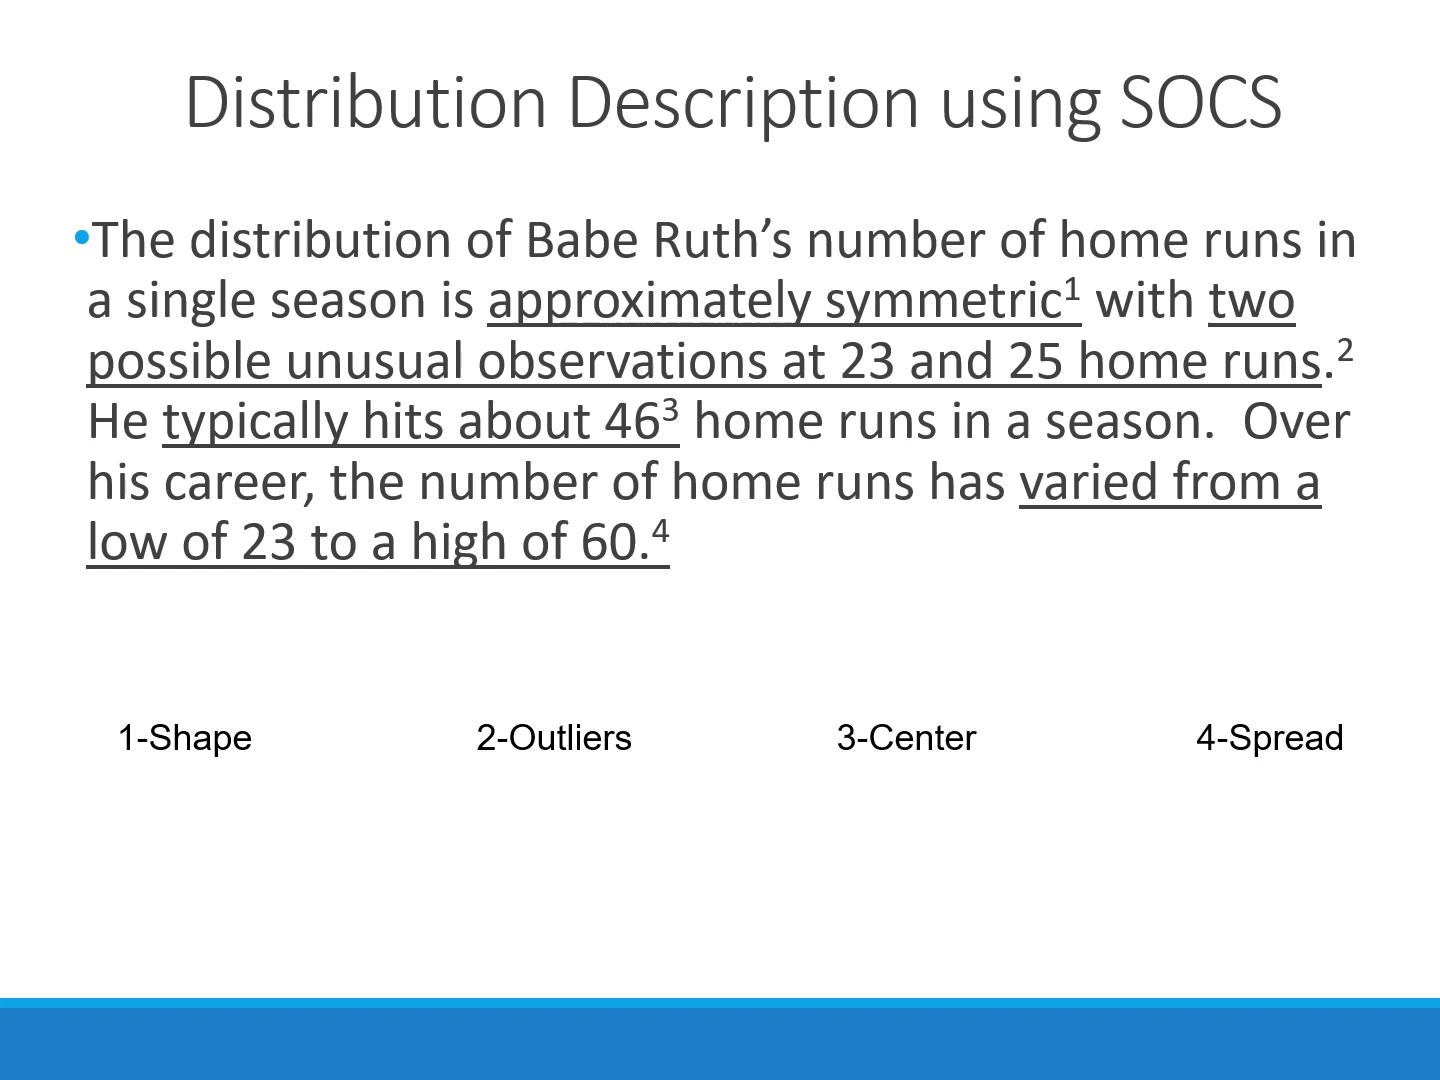 Distribution Description using SOCS
•The distribution of Babe Ruth’s number of home runs in
a single season is approximately symmetric¹ with two
possible unusual observations at 23 and 25 home runs.²
He typically hits about 46³ home runs in a season.  Over
his career, the number of home runs has varied from a
low of 23 to a high of 60.⁴
1-Shape 2-Outliers 3-Center 4-Spread